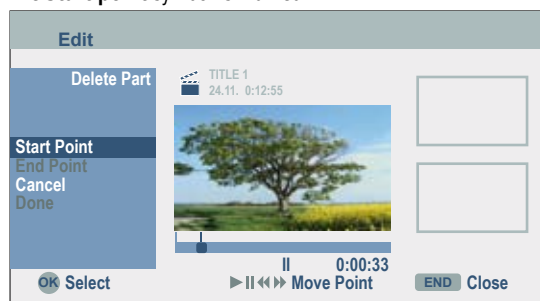 Edit
Delete Part
TITLE 1
24.11. 0:12:55
Start Point
End Point
Cancel
Done
II 0:00:33
OK Select
Move Point
END Close